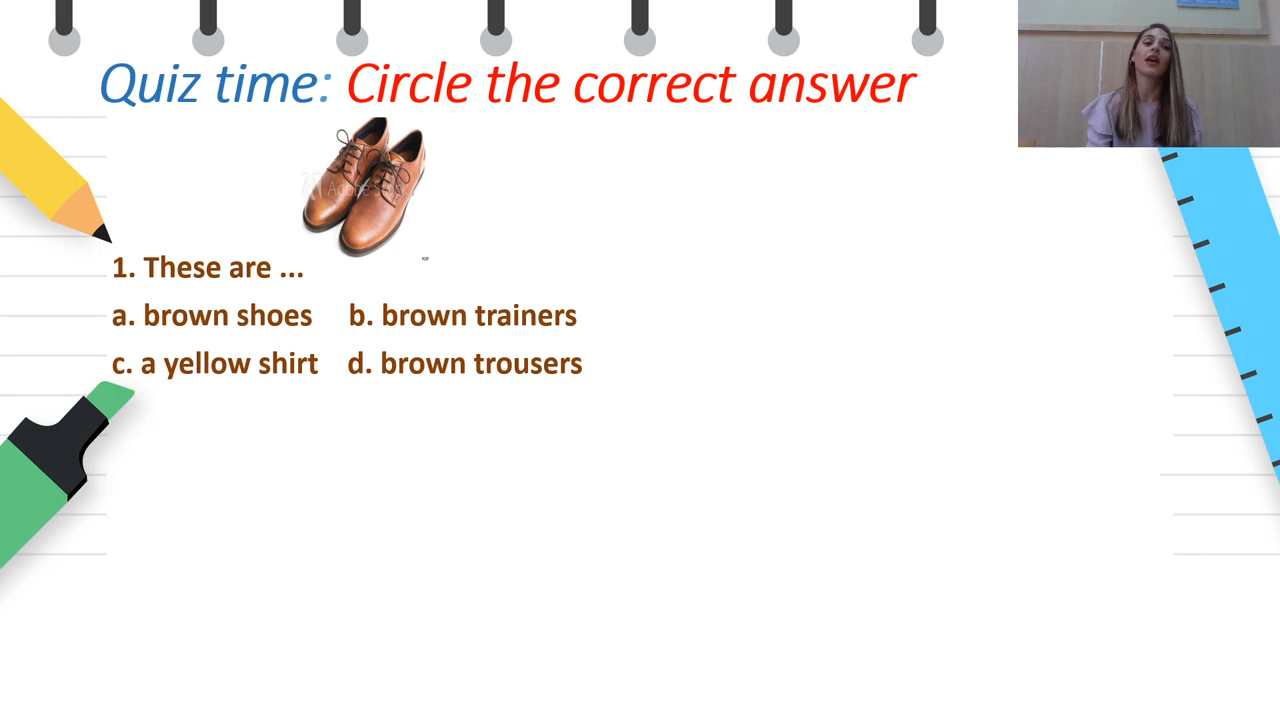 Quiz time: Circle the correct answer
1. These are ...
a. brown shoes b. brown trainers
c. a yellow shirt d. brown trousers